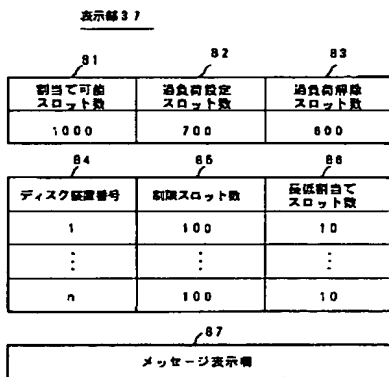 表示部37
81 82 83
割当て可能スロット数 過負荷設定スロット数 過負荷解除スロット数
1000 700 600
84 85 86
ディスク装置番号 制限スロット数 最低割当てスロット数
1 100 10
⋮ ⋮ ⋮
n 100 10
87
メッセージ表示欄